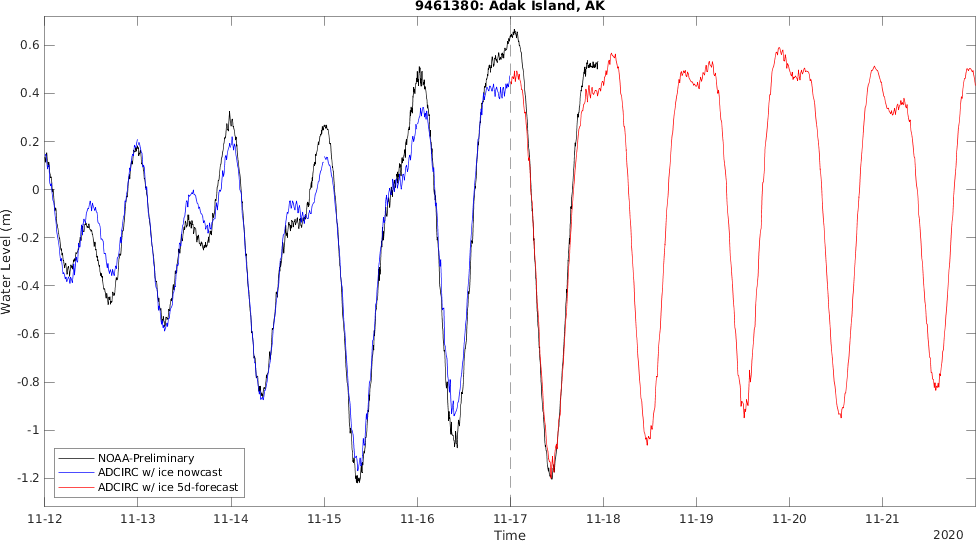 9461380: Adak Island, AK
Water Level (m)
0.6
0.4
0.2
0
-0.2
-0.4
-0.6
-0.8
-1
-1.2
NOAA-Preliminary
ADCIRC w/ ice nowcast
ADCIRC w/ ice 5d-forecast
11-12 11-13 11-14 11-15 11-16 11-17 11-18 11-19 11-20 11-21
Time
2020